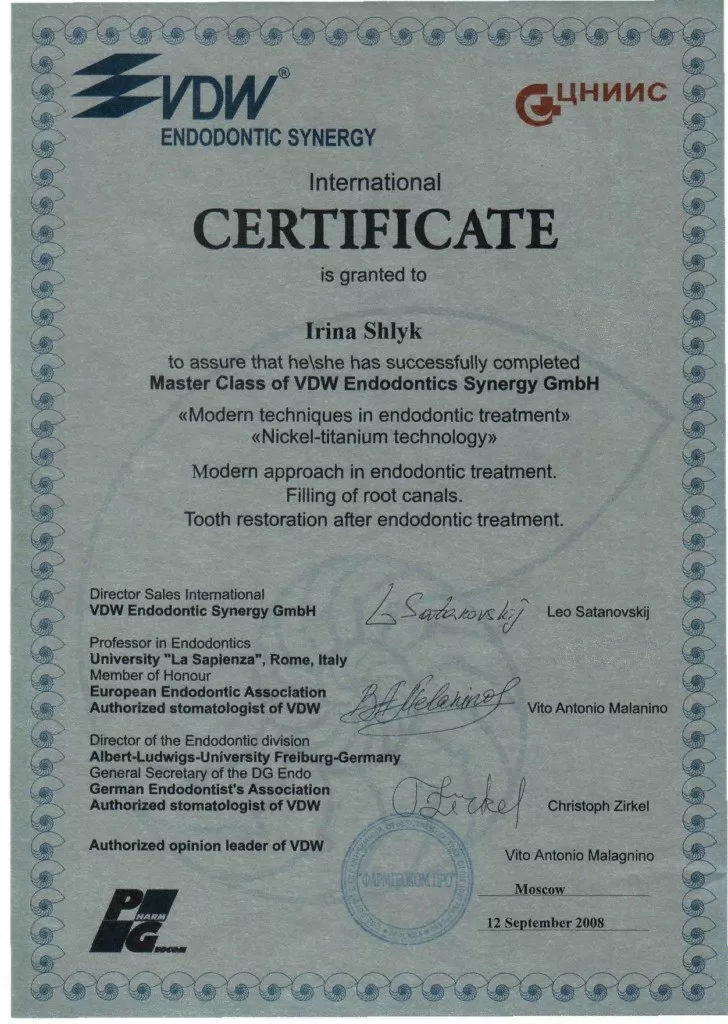 VDW®
ENDODONTIC SYNERGY
ЦНИИС
International
CERTIFICATE
is granted to
Irina Shlyk
to assure that he\she has successfully completed
Master Class of VDW Endodontics Synergy GmbH
«Modern techniques in endodontic treatment»
«Nickel-titanium technology»
Modern approach in endodontic treatment.
Filling of root canals.
Tooth restoration after endodontic treatment.
Director Sales International
VDW Endodontic Synergy GmbH
L Satanovskij
Leo Satanovskij
Professor in Endodontics
University "La Sapienza", Rome, Italy
Member of Honour
European Endodontic Association
Authorized stomatologist of VDW
Vito Antonio Malanino
Director of the Endodontic division
Albert-Ludwigs-University Freiburg-Germany
General Secretary of the DG Endo
German Endodontist's Association
Authorized stomatologist of VDW
Zirkel
Christoph Zirkel
Authorized opinion leader of VDW
Vito Antonio Malagnino
"ФАРМГЕОКОМ ПРО"
Moscow
12 September 2008
PHARM
GEOCOM